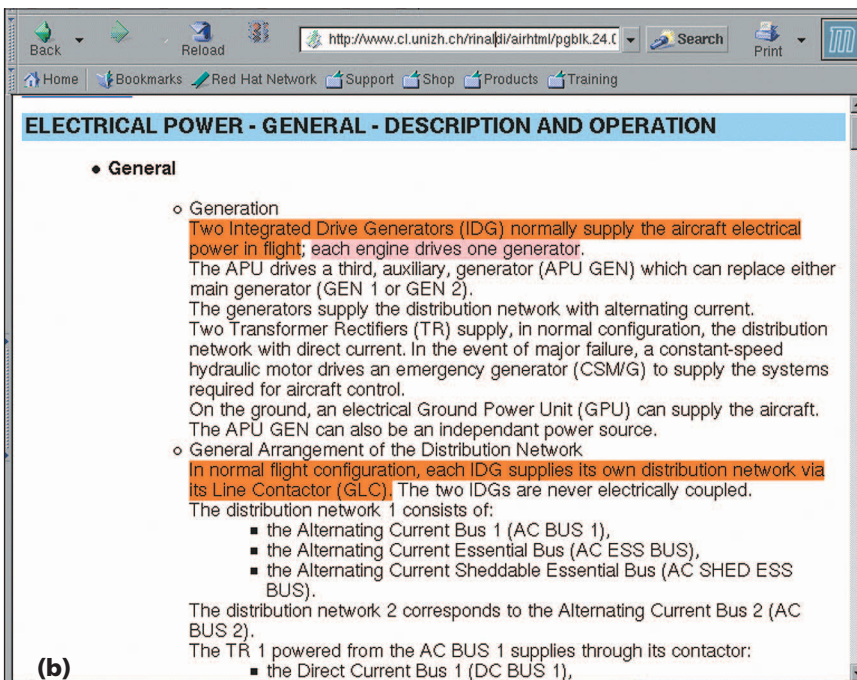 Back
Reload
http://www.cl.unizh.ch/rinaldi/airhtml/pgblk.24.0
Search
Print
Home Bookmarks Red Hat Network Support Shop Products Training
ELECTRICAL POWER - GENERAL - DESCRIPTION AND OPERATION
• General
○ Generation
Two Integrated Drive Generators (IDG) normally supply the aircraft electrical
power in flight; each engine drives one generator.
The APU drives a third, auxiliary, generator (APU GEN) which can replace either
main generator (GEN 1 or GEN 2).
The generators supply the distribution network with alternating current.
Two Transformer Rectifiers (TR) supply, in normal configuration, the distribution
network with direct current. In the event of major failure, a constant-speed
hydraulic motor drives an emergency generator (CSM/G) to supply the systems
required for aircraft control.
On the ground, an electrical Ground Power Unit (GPU) can supply the aircraft.
The APU GEN can also be an independant power source.
○ General Arrangement of the Distribution Network
In normal flight configuration, each IDG supplies its own distribution network via
its Line Contactor (GLC). The two IDGs are never electrically coupled.
The distribution network 1 consists of:
■ the Alternating Current Bus 1 (AC BUS 1),
■ the Alternating Current Essential Bus (AC ESS BUS),
■ the Alternating Current Sheddable Essential Bus (AC SHED ESS
BUS).
The distribution network 2 corresponds to the Alternating Current Bus 2 (AC
BUS 2).
The TR 1 powered from the AC BUS 1 supplies through its contactor:
■ the Direct Current Bus 1 (DC BUS 1),
(b)